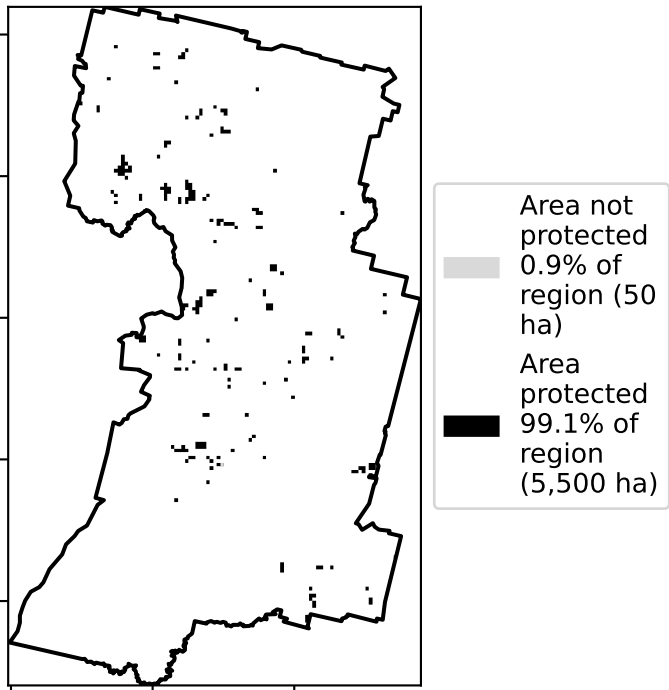 Area not
protected
0.9% of
region (50
ha)
Area
protected
99.1% of
region
(5,500 ha)